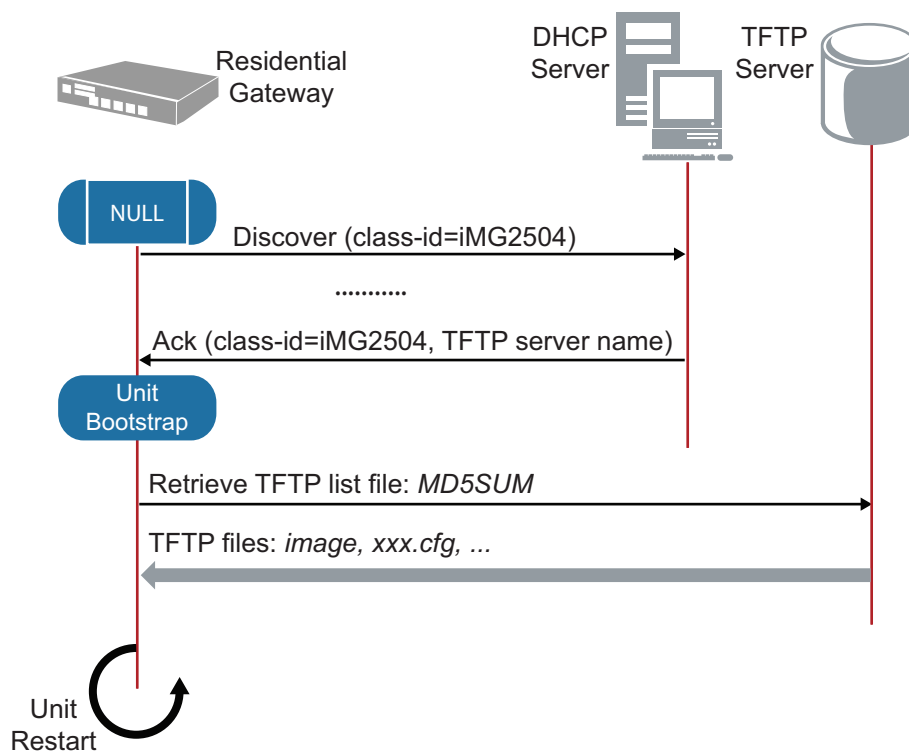 Residential
Gateway
DHCP
Server
TFTP
Server
NULL
Discover (class-id=iMG2504)
...........
Ack (class-id=iMG2504, TFTP server name)
Unit
Bootstrap
Retrieve TFTP list file: MD5SUM
TFTP files: image, xxx.cfg, ...
Unit
Restart